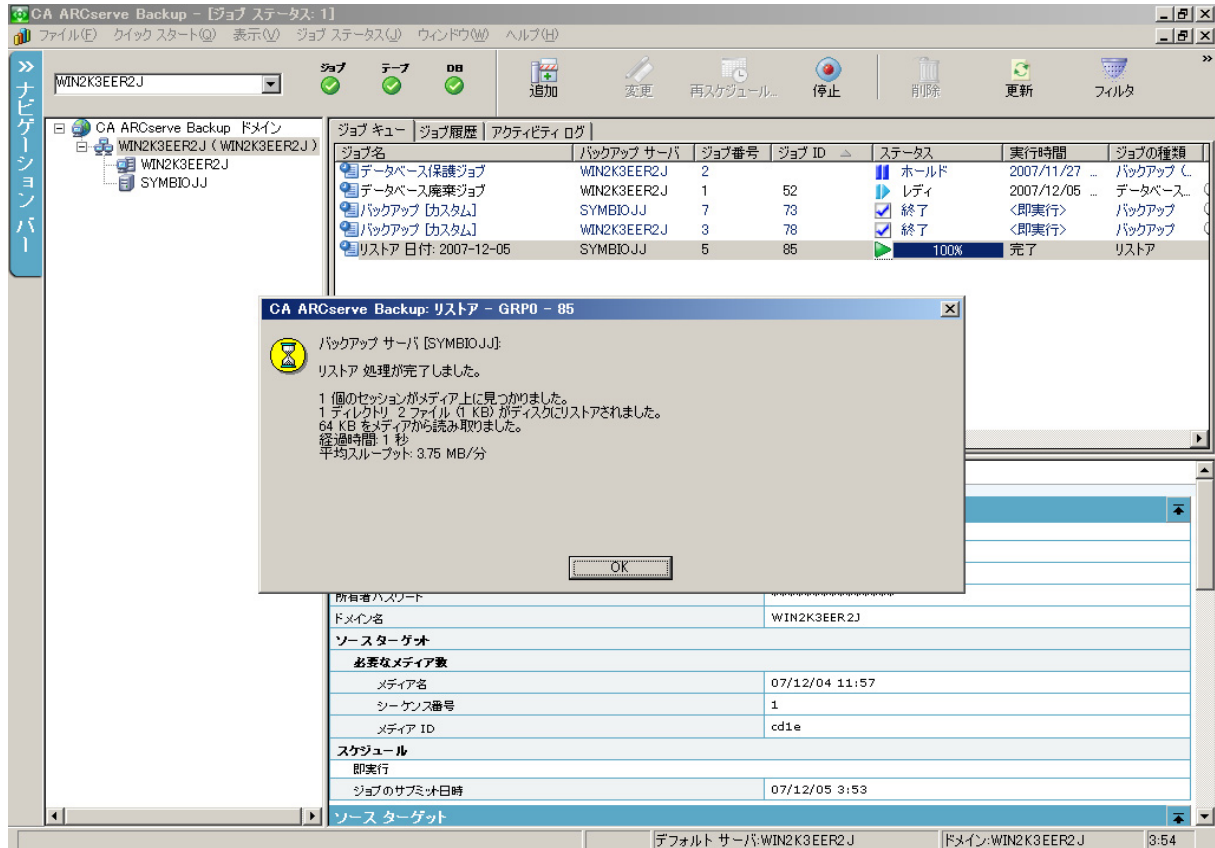 CA ARCserve Backup - [ジョブ ステータス: 1]
ファイル(F) クイック スタート(Q) 表示(V) ジョブ ステータス(J) ウィンドウ(W) ヘルプ(H)
ナビゲーション バー
WIN2K3EER2J
ジョブ テープ DB
追加 変更 再スケジュール... 停止 削除 更新 フィルタ
CA ARCserve Backup ドメイン
WIN2K3EER2J ( WIN2K3EER2J )
WIN2K3EER2J
SYMBIOJJ
ジョブ キュー ジョブ履歴 アクティビティ ログ
ジョブ名 バックアップ サーバ ジョブ番号 ジョブ ID ステータス 実行時間 ジョブの種類
データベース保護ジョブ WIN2K3EER2J 2 ホールド 2007/11/27 ... バックアップ (...
データベース廃棄ジョブ WIN2K3EER2J 1 52 レディ 2007/12/05 ... データベース...
バックアップ [カスタム] SYMBIOJJ 7 73 終了 <即実行> バックアップ
バックアップ [カスタム] WIN2K3EER2J 3 78 終了 <即実行> バックアップ
リストア 日付: 2007-12-05 SYMBIOJJ 5 85 100% 完了 リストア
CA ARCserve Backup: リストア - GRP0 - 85
バックアップ サーバ [SYMBIOJJ]:
リストア 処理が完了しました。
1 個のセッションがメディア上に見つかりました。
1 ディレクトリ 2 ファイル (1 KB) がディスクにリストアされました。
64 KB をメディアから読み取りました。
経過時間: 1 秒
平均スループット: 3.75 MB/分
OK
所有者パスワード
ドメイン名 WIN2K3EER2J
ソース ターゲット
必要なメディア数
メディア名 07/12/04 11:57
シーケンス番号 1
メディア ID cd1e
スケジュール
即実行
ジョブのサブミット日時 07/12/05 3:53
ソース ターゲット
デフォルト サーバ:WIN2K3EER2J ドメイン:WIN2K3EER2J 3:54